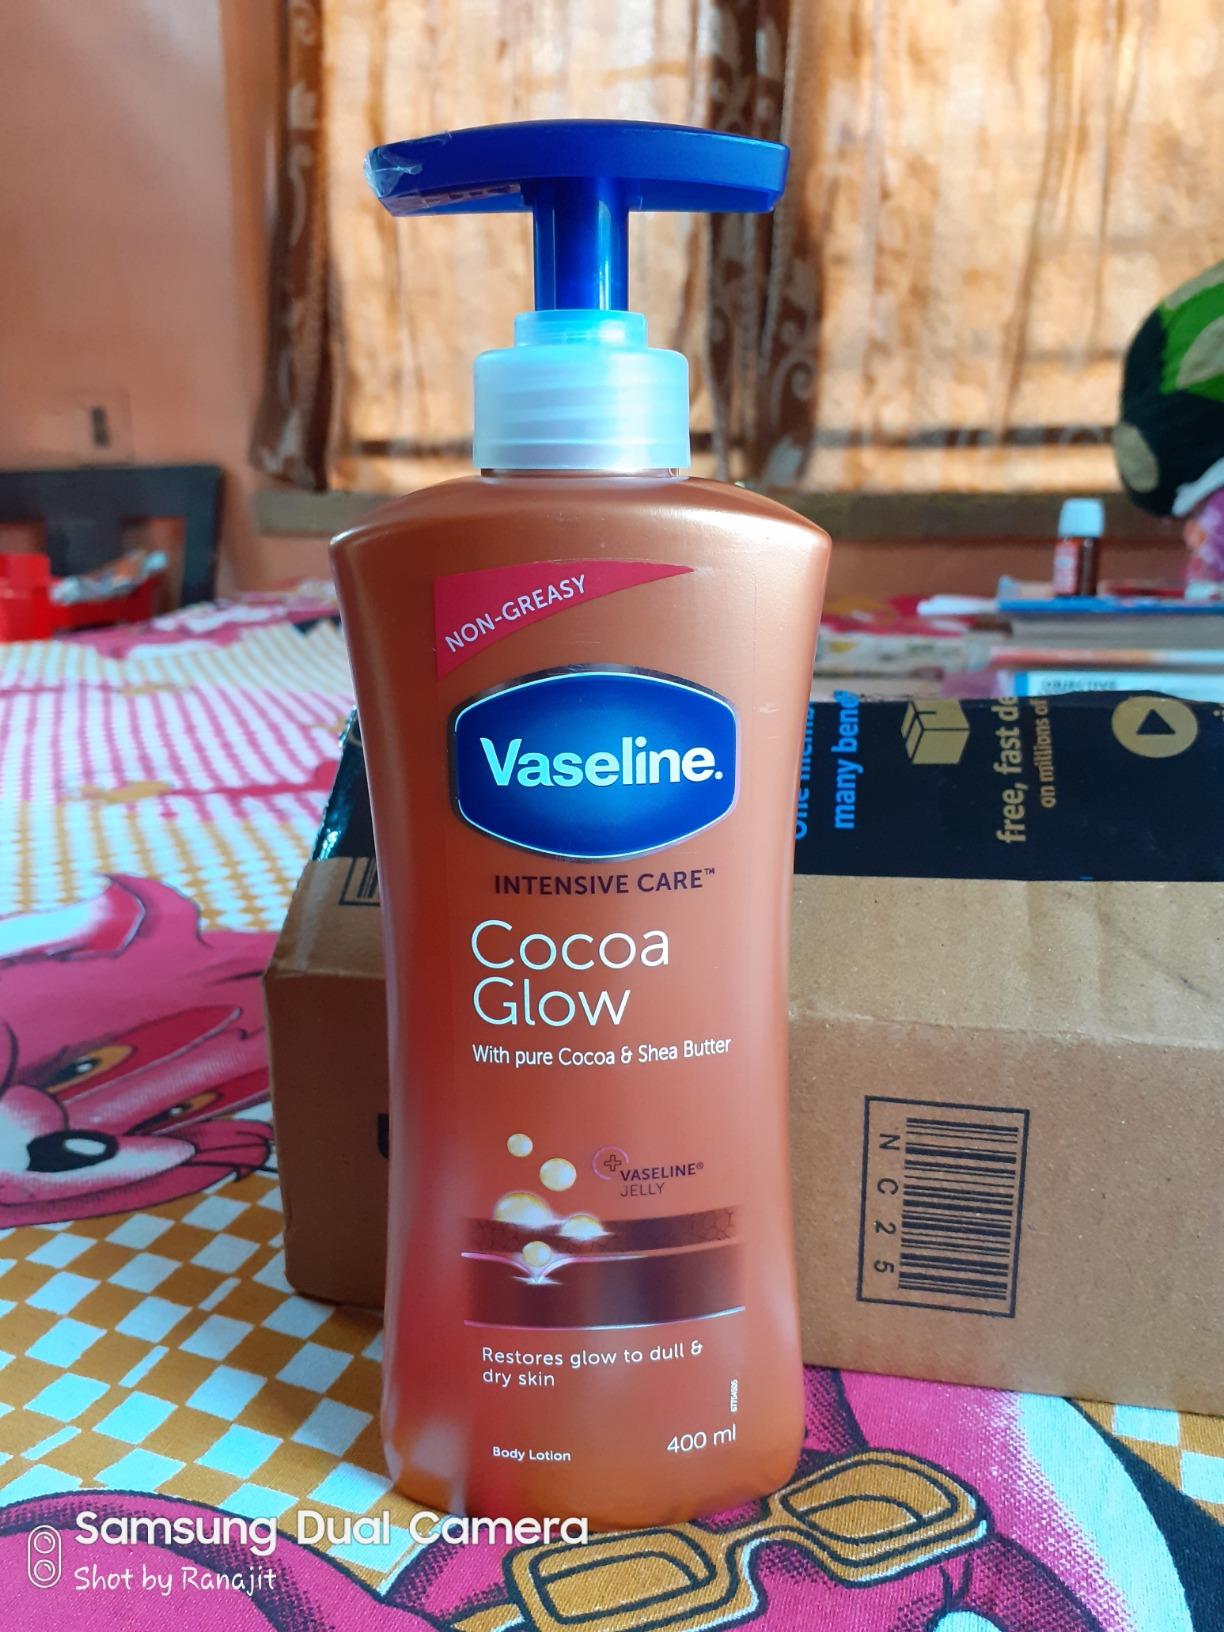 NON-GREASY
Vaseline.
INTENSIVE CARE™
Cocoa
Glow
With pure Cocoa & Shea Butter
VASELINE®
JELLY
Restores glow to dull &
dry skin
Body Lotion
400 ml
OBJECTIVE
many bene
free, fast de
on millions of
NC25
Samsung Dual Camera
Shot by Ranajit